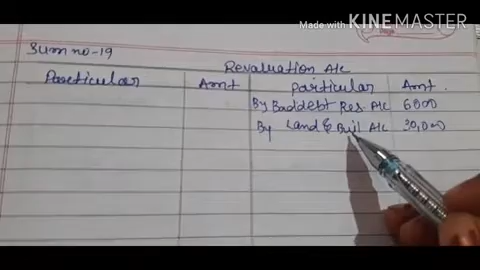 Made with KINEMASTER
Sum no-19
Revaluation A/c
Particular Amt Particular Amt.
By Baddebt Res. A/c 6000
By Land & Buil A/c 30,000